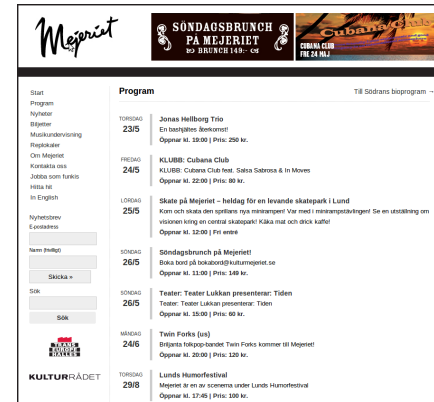 Mejeriet
SÖNDAGSBRUNCH
PÅ MEJERIET
BRUNCH 149:-
Cubana Club
CUBANA CLUB
FRE 24 MAJ
Start
Program
Nyheter
Biljetter
Musikundervisning
Replokaler
Om Mejeriet
Kontakta oss
Jobba som funkis
Hitta hit
In English
Nyhetsbrev
E-postadress
Namn (frivilligt)
Skicka »
Sök
Sök
TRANS
EUROPE
HALLES
KULTURRÅDET
Program
Till Södrans bioprogram →
TORSDAG
23/5
Jonas Hellborg Trio
En bashjältes återkomst!
Öppnar kl. 19:00 | Pris: 250 kr.
FREDAG
24/5
KLUBB: Cubana Club
KLUBB: Cubana Club feat. Salsa Sabrosa & In Moves
Öppnar kl. 22:00 | Pris: 80 kr.
LÖRDAG
25/5
Skate på Mejeriet – heldag för en levande skatepark i Lund
Kom och skata den sprillans nya minirampen! Var med i minirampstävlingen! Se en utställning om
visionen kring en central skatepark! Käka mat och drick kaffe!
Öppnar kl. 12:00 | Fri entré
SÖNDAG
26/5
Söndagsbrunch på Mejeriet!
Boka bord på bokabord@kulturmejeriet.se
Öppnar kl. 11:00 | Pris: 149 kr.
SÖNDAG
26/5
Teater: Teater Lukkan presenterar: Tiden
Teater: Teater Lukkan presenterar: Tiden
Öppnar kl. 15:00 | Pris: 60 kr.
MÅNDAG
24/6
Twin Forks (us)
Briljanta folkpop-bandet Twin Forks kommer till Mejeriet!
Öppnar kl. 20:00 | Pris: 120 kr.
TORSDAG
29/8
Lunds Humorfestival
Mejeriet är en av scenerna under Lunds Humorfestival
Öppnar kl. 17:45 | Pris: 100 kr.